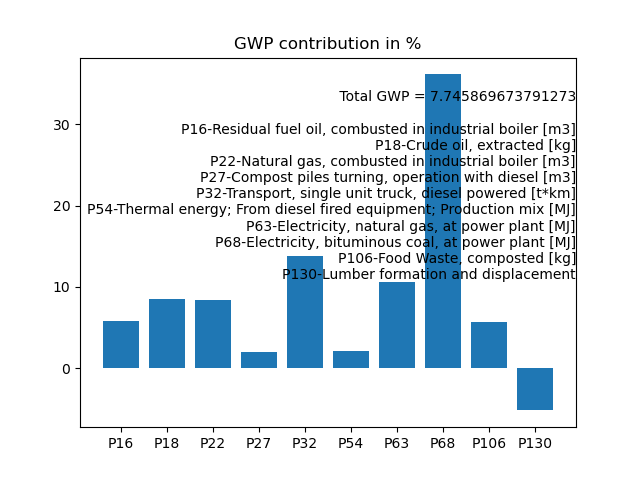 GWP contribution in %
Total GWP = 7.745869673791273
P16-Residual fuel oil, combusted in industrial boiler [m3]
P18-Crude oil, extracted [kg]
P22-Natural gas, combusted in industrial boiler [m3]
P27-Compost piles turning, operation with diesel [m3]
P32-Transport, single unit truck, diesel powered [t*km]
P54-Thermal energy; From diesel fired equipment; Production mix [MJ]
P63-Electricity, natural gas, at power plant [MJ]
P68-Electricity, bituminous coal, at power plant [MJ]
P106-Food Waste, composted [kg]
P130-Lumber formation and displacement
30
20
10
0
P16 P18 P22 P27 P32 P54 P63 P68 P106 P130